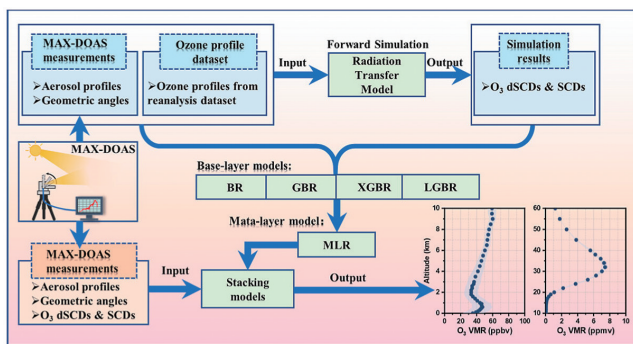 MAX-DOAS
measurements
➢Aerosol profiles
➢Geometric angles
Ozone profile
dataset
➢Ozone profiles from
reanalysis dataset
Input
Forward Simulation
Radiation
Transfer
Model
Output
Simulation
results
➢O₃ dSCDs & SCDs
MAX-DOAS
Base-layer models:
BR
GBR
XGBR
LGBR
Mata-layer model:
MLR
MAX-DOAS
measurements
➢Aerosol profiles
➢Geometric angles
➢O₃ dSCDs & SCDs
Input
Stacking
models
Output
Altitude (km)
10
8
6
4
2
0
0 20 40 60 80 100
O₃ VMR (ppbv)
60
50
40
30
20
10
0 2 4 6 8 10
O₃ VMR (ppmv)